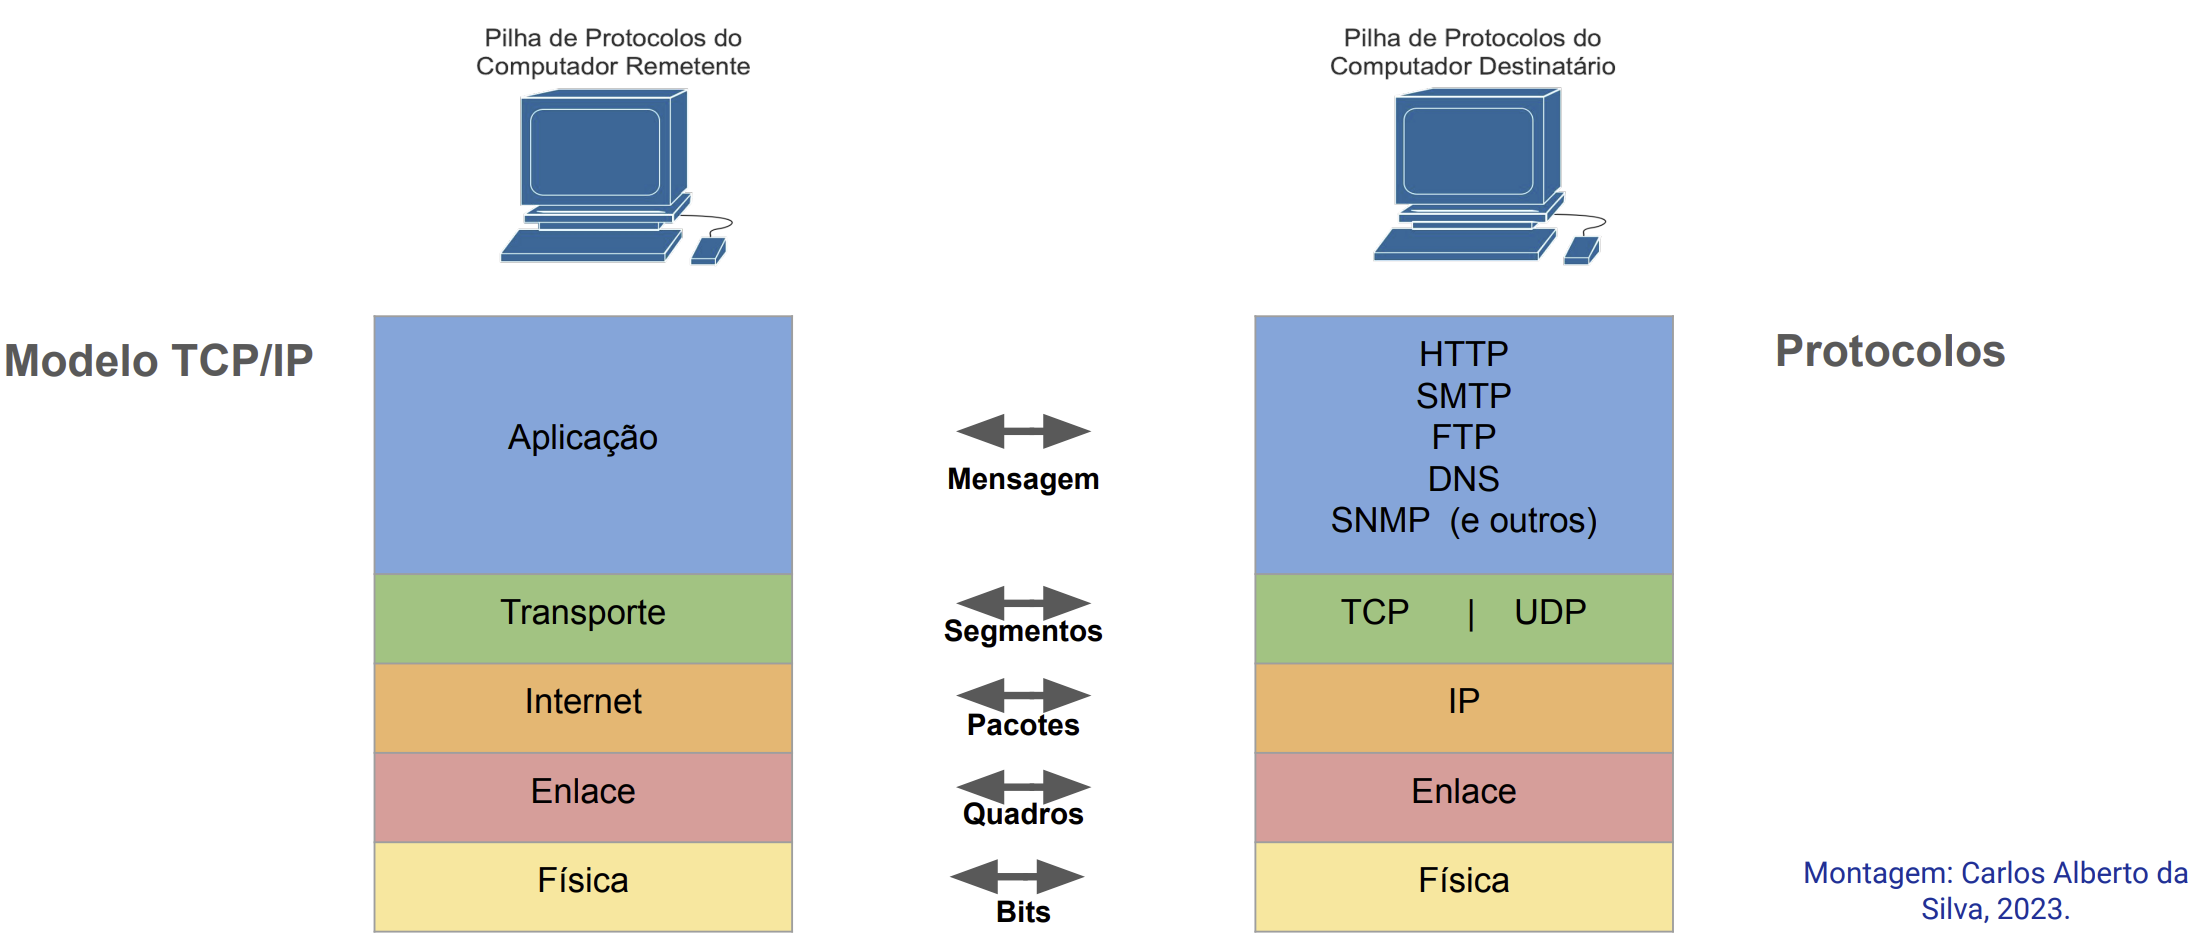 Pilha de Protocolos do
Computador Remetente
Pilha de Protocolos do
Computador Destinatário
Modelo TCP/IP
Protocolos
Aplicação
Mensagem
HTTP
SMTP
FTP
DNS
SNMP (e outros)
Transporte
Segmentos
TCP | UDP
Internet
Pacotes
IP
Enlace
Quadros
Enlace
Física
Bits
Física
Montagem: Carlos Alberto da
Silva, 2023.